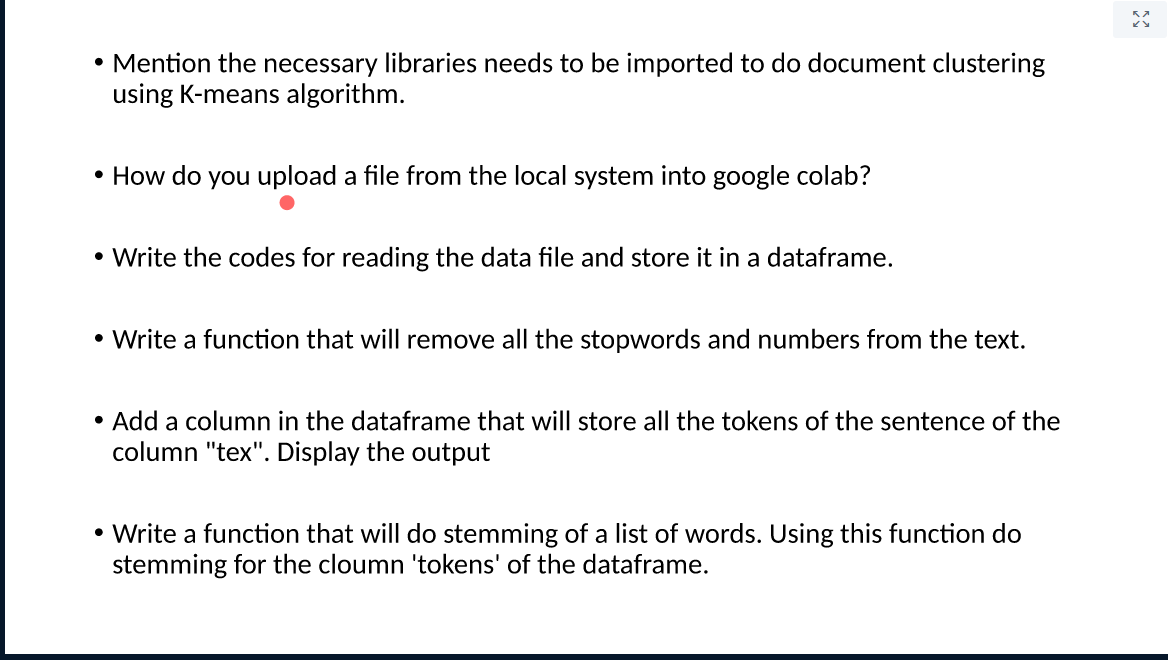 • Mention the necessary libraries needs to be imported to do document clustering
using K-means algorithm.
• How do you upload a file from the local system into google colab?
• Write the codes for reading the data file and store it in a dataframe.
• Write a function that will remove all the stopwords and numbers from the text.
• Add a column in the dataframe that will store all the tokens of the sentence of the
column "tex". Display the output
• Write a function that will do stemming of a list of words. Using this function do
stemming for the cloumn 'tokens' of the dataframe.